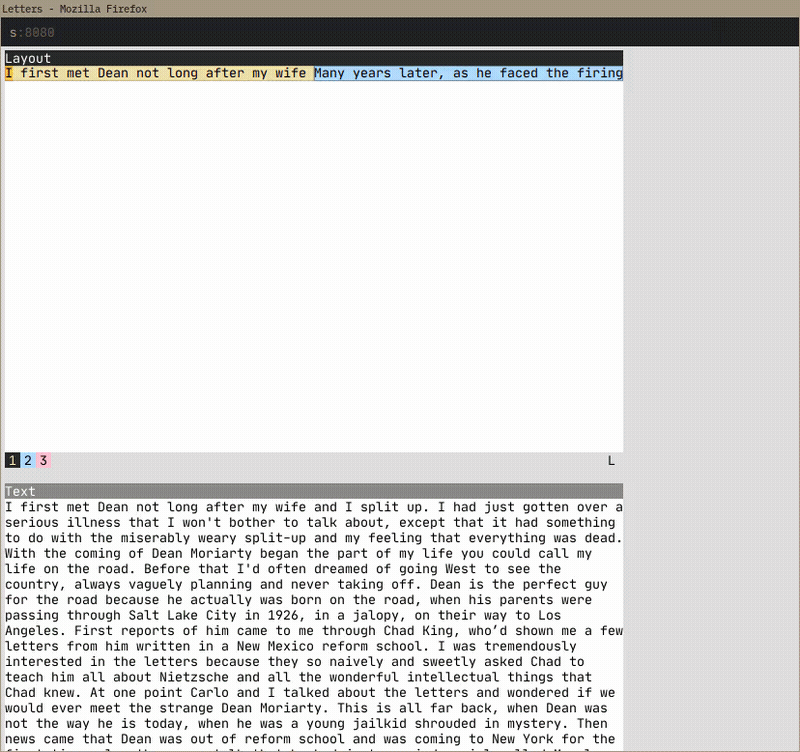 Letters - Mozilla Firefox
s:8080
Layout
I first met Dean not long after my wife Many years later, as he faced the firing
1 2 3 L
Text
I first met Dean not long after my wife and I split up. I had just gotten over a
serious illness that I won't bother to talk about, except that it had something
to do with the miserably weary split-up and my feeling that everything was dead.
With the coming of Dean Moriarty began the part of my life you could call my
life on the road. Before that I'd often dreamed of going West to see the
country, always vaguely planning and never taking off. Dean is the perfect guy
for the road because he actually was born on the road, when his parents were
passing through Salt Lake City in 1926, in a jalopy, on their way to Los
Angeles. First reports of him came to me through Chad King, who’d shown me a few
letters from him written in a New Mexico reform school. I was tremendously
interested in the letters because they so naively and sweetly asked Chad to
teach him all about Nietzsche and all the wonderful intellectual things that
Chad knew. At one point Carlo and I talked about the letters and wondered if we
would ever meet the strange Dean Moriarty. This is all far back, when Dean was
not the way he is today, when he was a young jailkid shrouded in mystery. Then
news came that Dean was out of reform school and was coming to New York for the